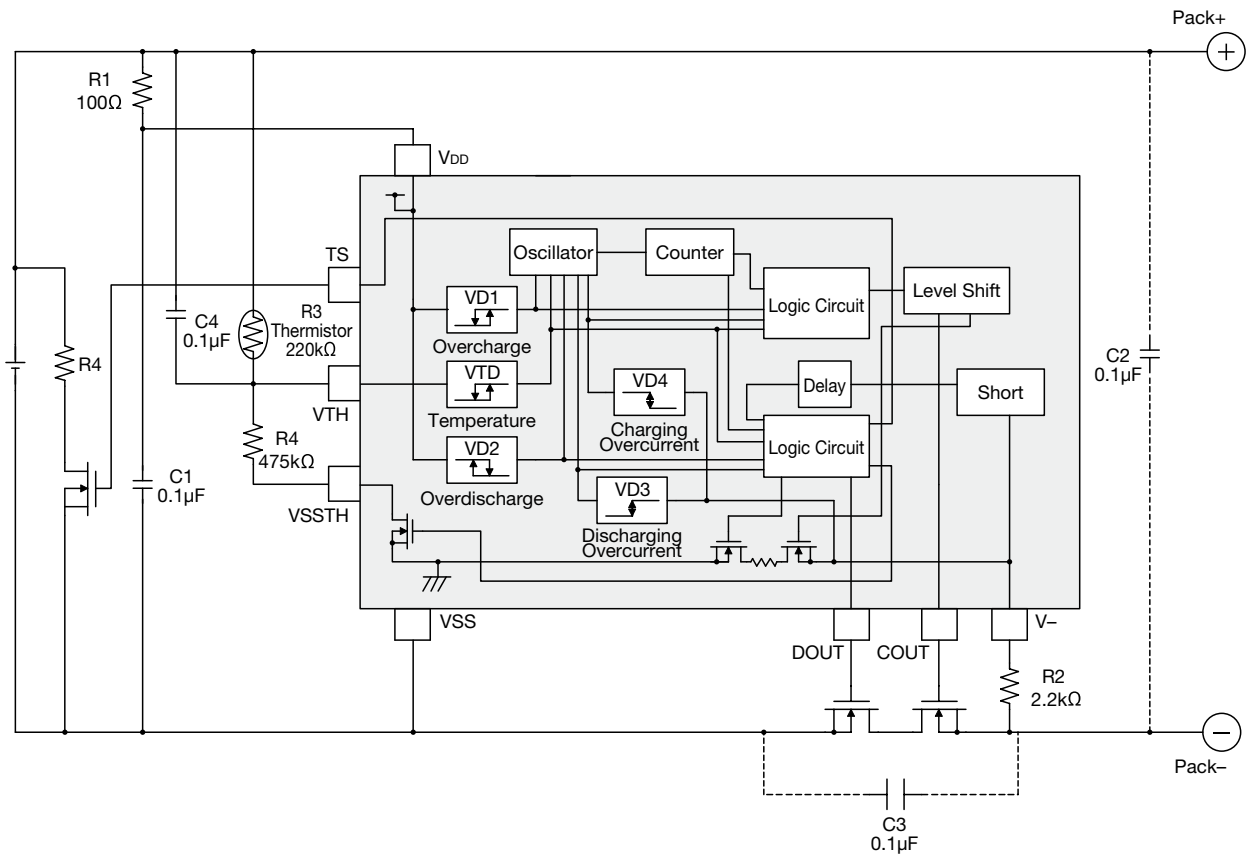 Pack+
+
R1
100Ω
VDD
TS
Oscillator
Counter
Logic Circuit
Level Shift
VD1
Overcharge
C4
0.1μF
R3
Thermistor
220kΩ
R4
C2
0.1μF
VTD
Temperature
VTH
VD4
Charging
Overcurrent
Delay
Short
Logic Circuit
R4
475kΩ
VD2
Overdischarge
C1
0.1μF
VSSTH
VD3
Discharging
Overcurrent
VSS
DOUT
COUT
V–
R2
2.2kΩ
–
Pack–
C3
0.1μF